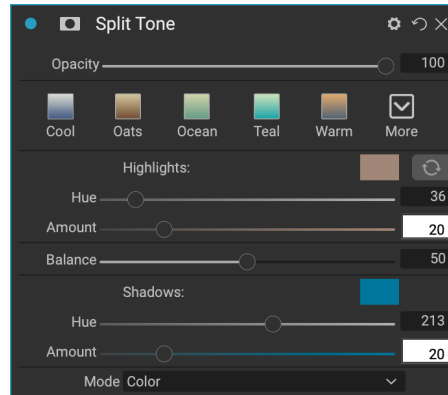 Split Tone
Opacity 100
Cool Oats Ocean Teal Warm More
Highlights:
Hue 36
Amount 20
Balance 50
Shadows:
Hue 213
Amount 20
Mode Color